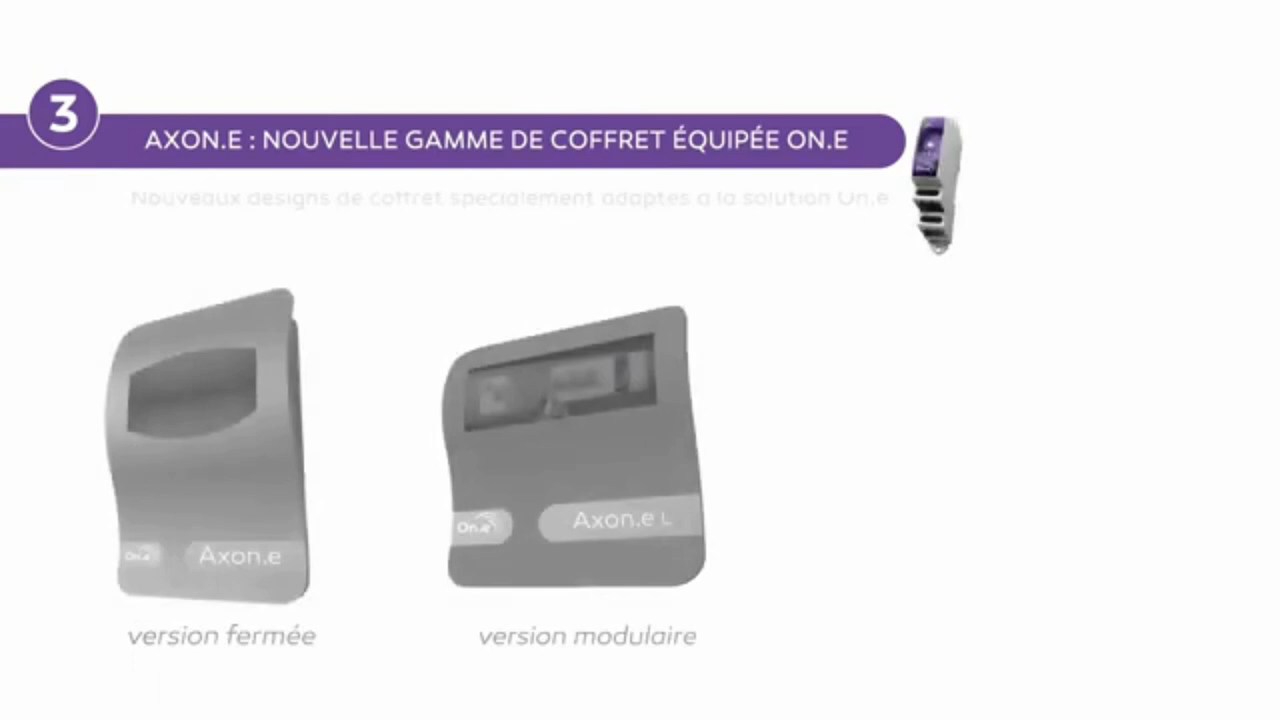 3
AXON.E : NOUVELLE GAMME DE COFFRET ÉQUIPÉE ON.E
Nouveaux designs de coffret spécialement adaptés à la solution On.e
On.e
Axon.e
On.e
Axon.e L
version fermée
version modulaire